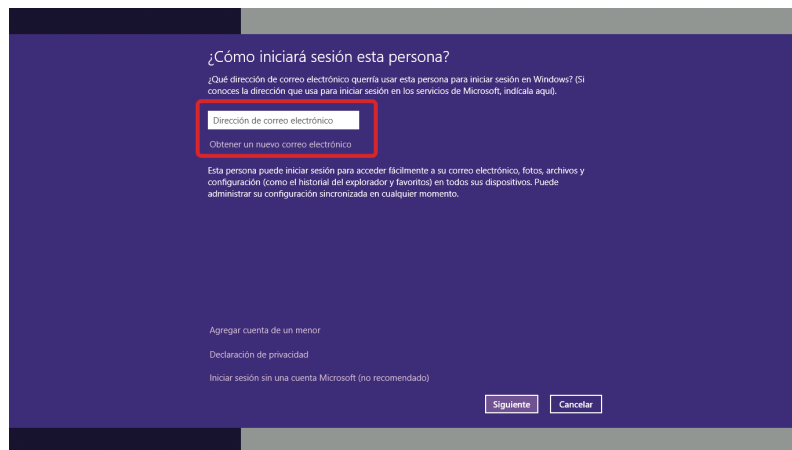 ¿Cómo iniciará sesión esta persona?
¿Qué dirección de correo electrónico querría usar esta persona para iniciar sesión en Windows? (Si
conoces la dirección que usa para iniciar sesión en los servicios de Microsoft, indícala aquí).
Dirección de correo electrónico
Obtener un nuevo correo electrónico
Esta persona puede iniciar sesión para acceder fácilmente a su correo electrónico, fotos, archivos y
configuración (como el historial del explorador y favoritos) en todos sus dispositivos. Puede
administrar su configuración sincronizada en cualquier momento.
Agregar cuenta de un menor
Declaración de privacidad
Iniciar sesión sin una cuenta Microsoft (no recomendado)
Siguiente Cancelar